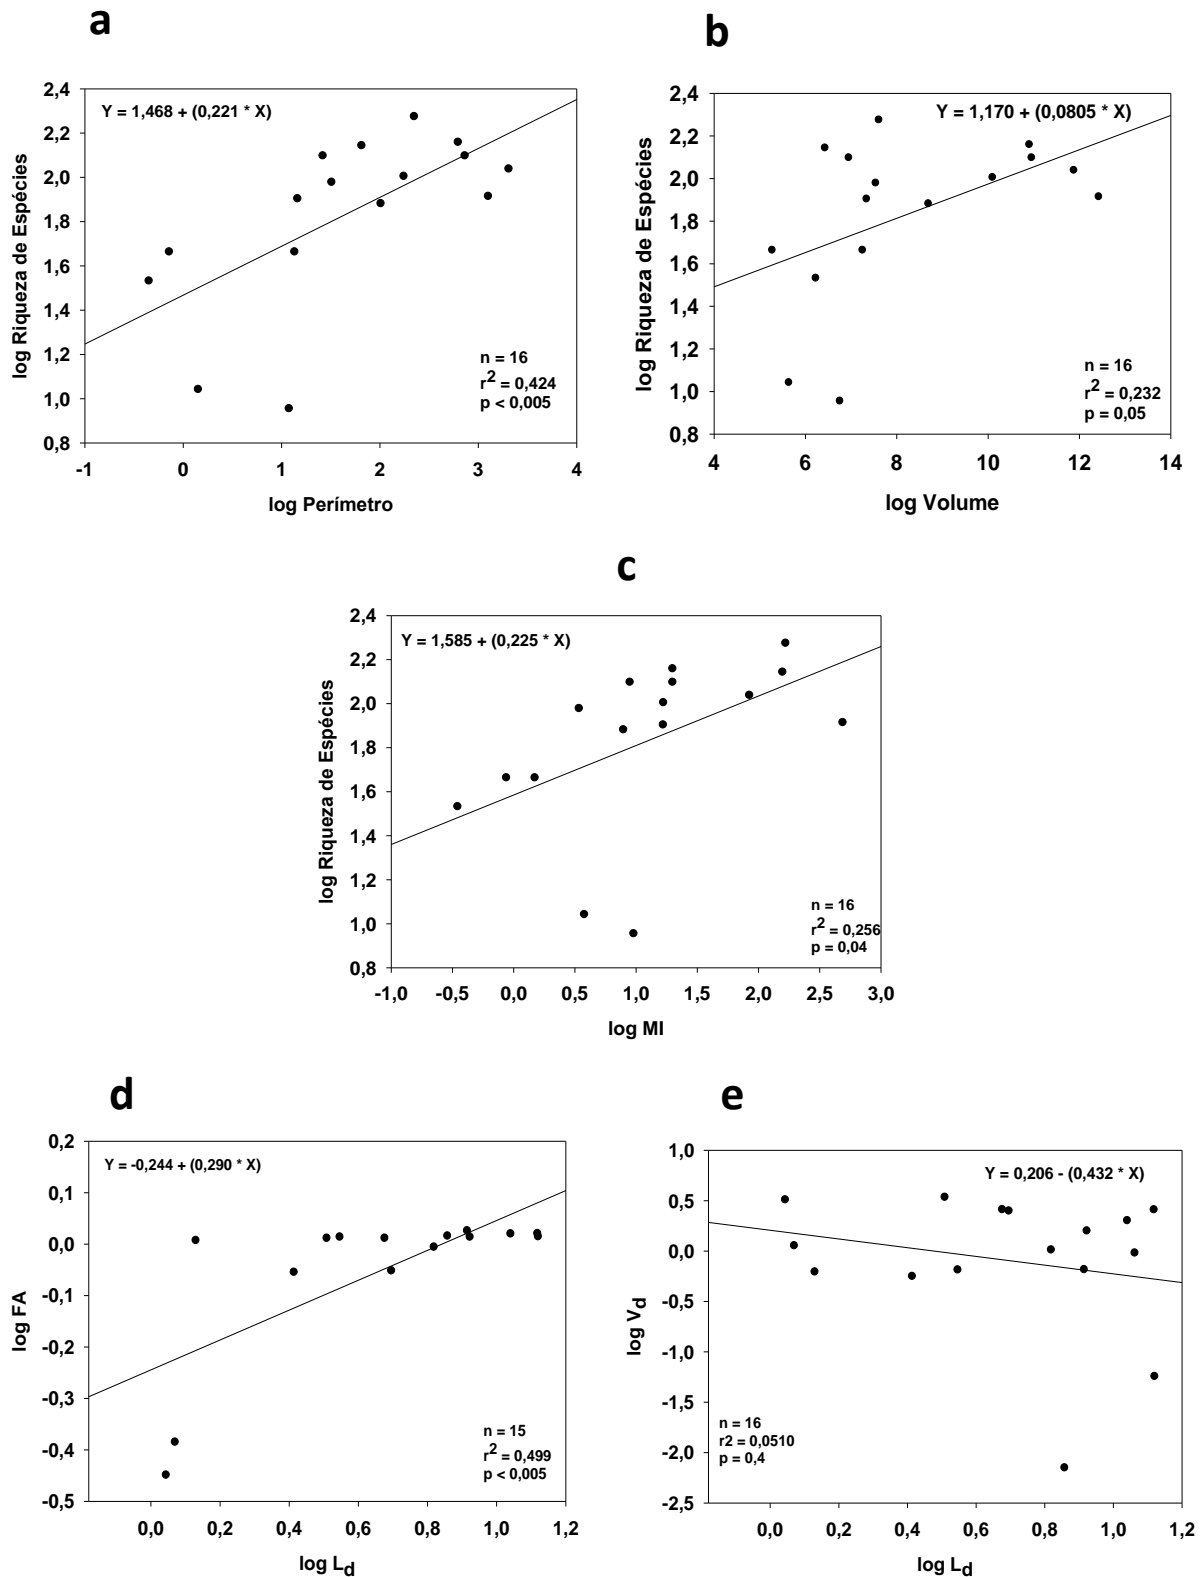 a
Y = 1,468 + (0,221 * X)
2,4
2,2
2,0
1,8
1,6
1,4
1,2
1,0
0,8
log Riqueza de Espécies
n = 16
r2 = 0,424
p < 0,005
-1 0 1 2 3 4
log Perímetro
b
Y = 1,170 + (0,0805 * X)
2,4
2,2
2,0
1,8
1,6
1,4
1,2
1,0
0,8
log Riqueza de Espécies
n = 16
r2 = 0,232
p = 0,05
4 6 8 10 12 14
log Volume
c
Y = 1,585 + (0,225 * X)
2,4
2,2
2,0
1,8
1,6
1,4
1,2
1,0
0,8
log Riqueza de Espécies
n = 16
r2 = 0,256
p = 0,04
-1,0 -0,5 0,0 0,5 1,0 1,5 2,0 2,5 3,0
log MI
d
Y = -0,244 + (0,290 * X)
0,2
0,1
0,0
-0,1
-0,2
-0,3
-0,4
-0,5
log FA
n = 15
r2 = 0,499
p < 0,005
0,0 0,2 0,4 0,6 0,8 1,0 1,2
log Ld
e
Y = 0,206 - (0,432 * X)
1,0
0,5
0,0
-0,5
-1,0
-1,5
-2,0
-2,5
log Vd
n = 16
r2 = 0,0510
p = 0,4
0,0 0,2 0,4 0,6 0,8 1,0 1,2
log Ld